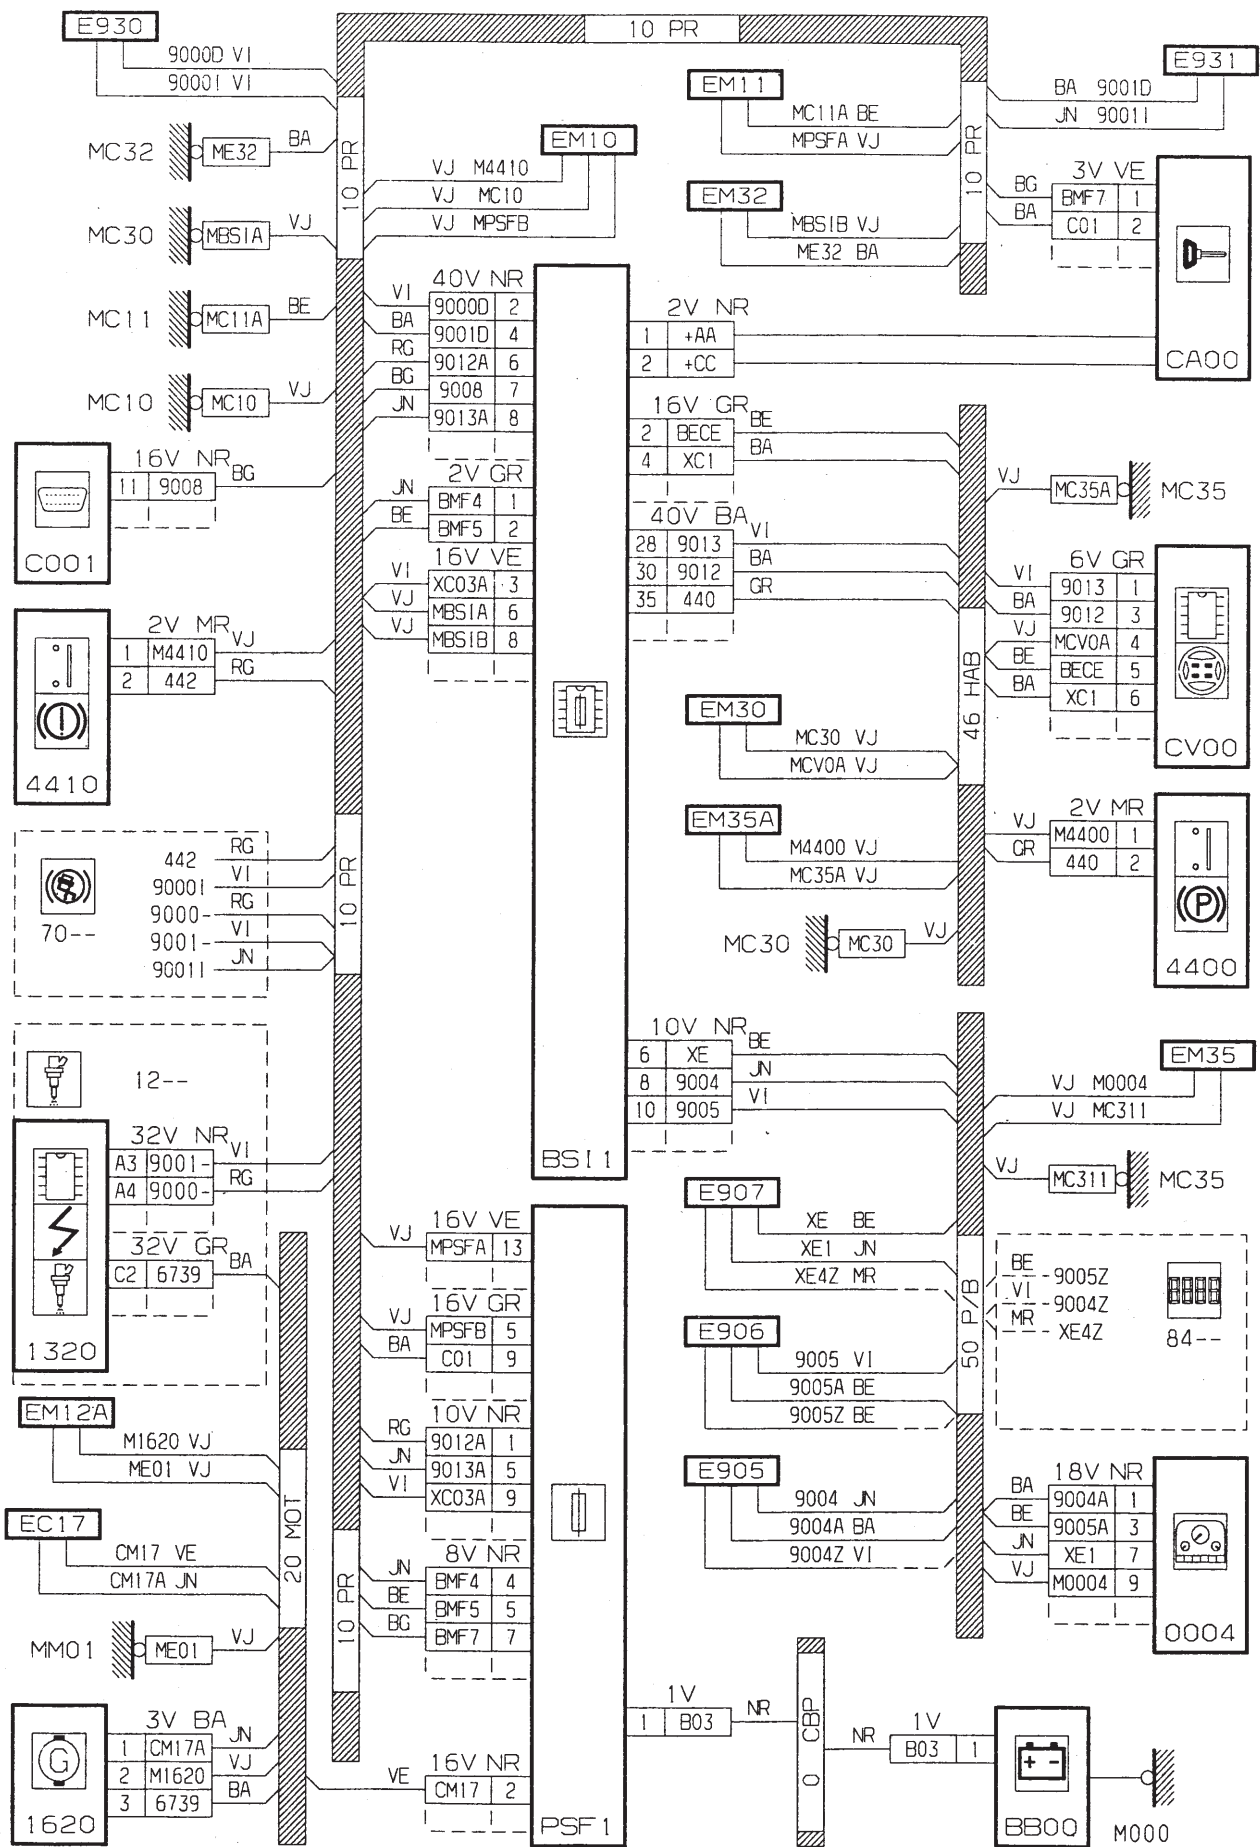 E930
9000D VI
9000I VI
10 PR
E931
BA 9001D
JN 9001I
EM11
MC11A BE
MPSFA VJ
10 PR
MC32
ME32
BA
10 PR
EM10
VJ M4410
VJ MC10
VJ MPSFB
EM32
MBSIB VJ
ME32 BA
3V VE
BG BMF7 1
BA C01 2
CA00
MC30
MBSIA
VJ
MC11
MC11A
BE
MC10
MC10
VJ
40V NR
VI 9000D 2
BA 9001D 4
RG 9012A 6
BG 9008 7
JN 9013A 8
2V NR
1 +AA
2 +CC
16V GR
2 BECE BE
4 XC1 BA
C001
16V NR
11 9008 BG
2V GR
JN BMF4 1
BE BMF5 2
16V VE
VI XC03A 3
VJ MBSIA 6
VJ MBSIB 8
40V BA
28 9013 VI
30 9012 BA
35 440 GR
VJ
MC35A
MC35
6V GR
VI 9013 1
BA 9012 3
VJ MCV0A 4
BE BECE 5
BA XC1 6
CV00
46 HAB
2V MR
1 M4410 VJ
2 442 RG
4410
EM30
MC30 VJ
MCV0A VJ
EM35A
M4400 VJ
MC35A VJ
2V MR
VJ M4400 1
GR 440 2
P
4400
MC30
MC30
VJ
70--
442 RG
9000I VI
9000- RG
9001- VI
9001I JN
10 PR
12--
32V NR
A3 9001- VI
A4 9000- RG
32V GR
C2 6739 BA
1320
BSI1
10V NR
6 XE BE
8 9004 JN
10 9005 VI
EM35
VJ M0004
VJ MC311
VJ
MC311
MC35
E907
XE BE
XE1 JN
XE4Z MR
50 P/B
BE 9005Z
VI 9004Z
MR XE4Z
84--
E906
9005 VI
9005A BE
9005Z BE
E905
9004 JN
9004A BA
9004Z VI
18V NR
BA 9004A 1
BE 9005A 3
JN XE1 7
VJ M0004 9
0004
16V VE
VJ MPSFA 13
16V GR
VJ MPSFB 5
BA C01 9
10V NR
RG 9012A 1
JN 9013A 5
VI XC03A 9
8V NR
JN BMF4 4
BE BMF5 5
BG BMF7 7
10 PR
EM12A
M1620 VJ
ME01 VJ
EC17
CM17 VE
CM17A JN
20 MOT
MM01
ME01
VJ
3V BA
1 CM17A JN
2 M1620 VJ
3 6739 BA
G
1620
16V NR
VE CM17 2
PSF1
1V
1 B03 NR
0 CBP
NR
1V
B03 1
+ -
BB00
M000